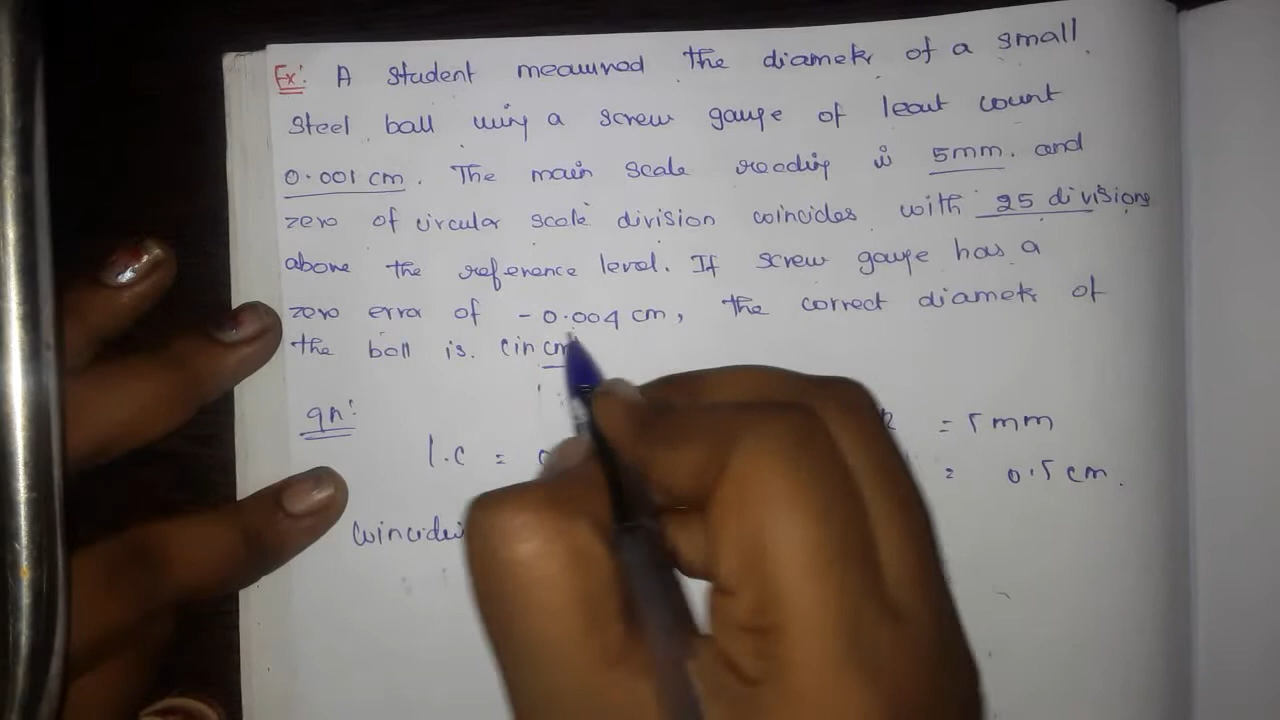 Ex: A student measured the diameter of a small
steel ball using a screw gauge of least count
0.001 cm. The main scale reading is 5mm. and
zero of circular scale division coincides with 25 divisions
above the reference level. If screw gauge has a
zero error of - 0.004 cm, the correct diameter of
the ball is. (in cm
gn:
l.c = = 5 mm
= 0.5 cm.